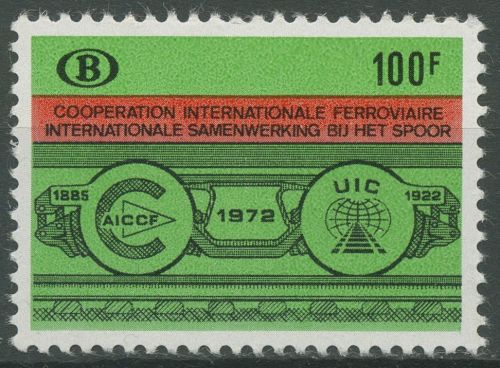 B
100F
COOPERATION INTERNATIONALE FERROVIAIRE
INTERNATIONALE SAMENWERKING BIJ HET SPOOR
1885
AICCF
1972
UIC
1922